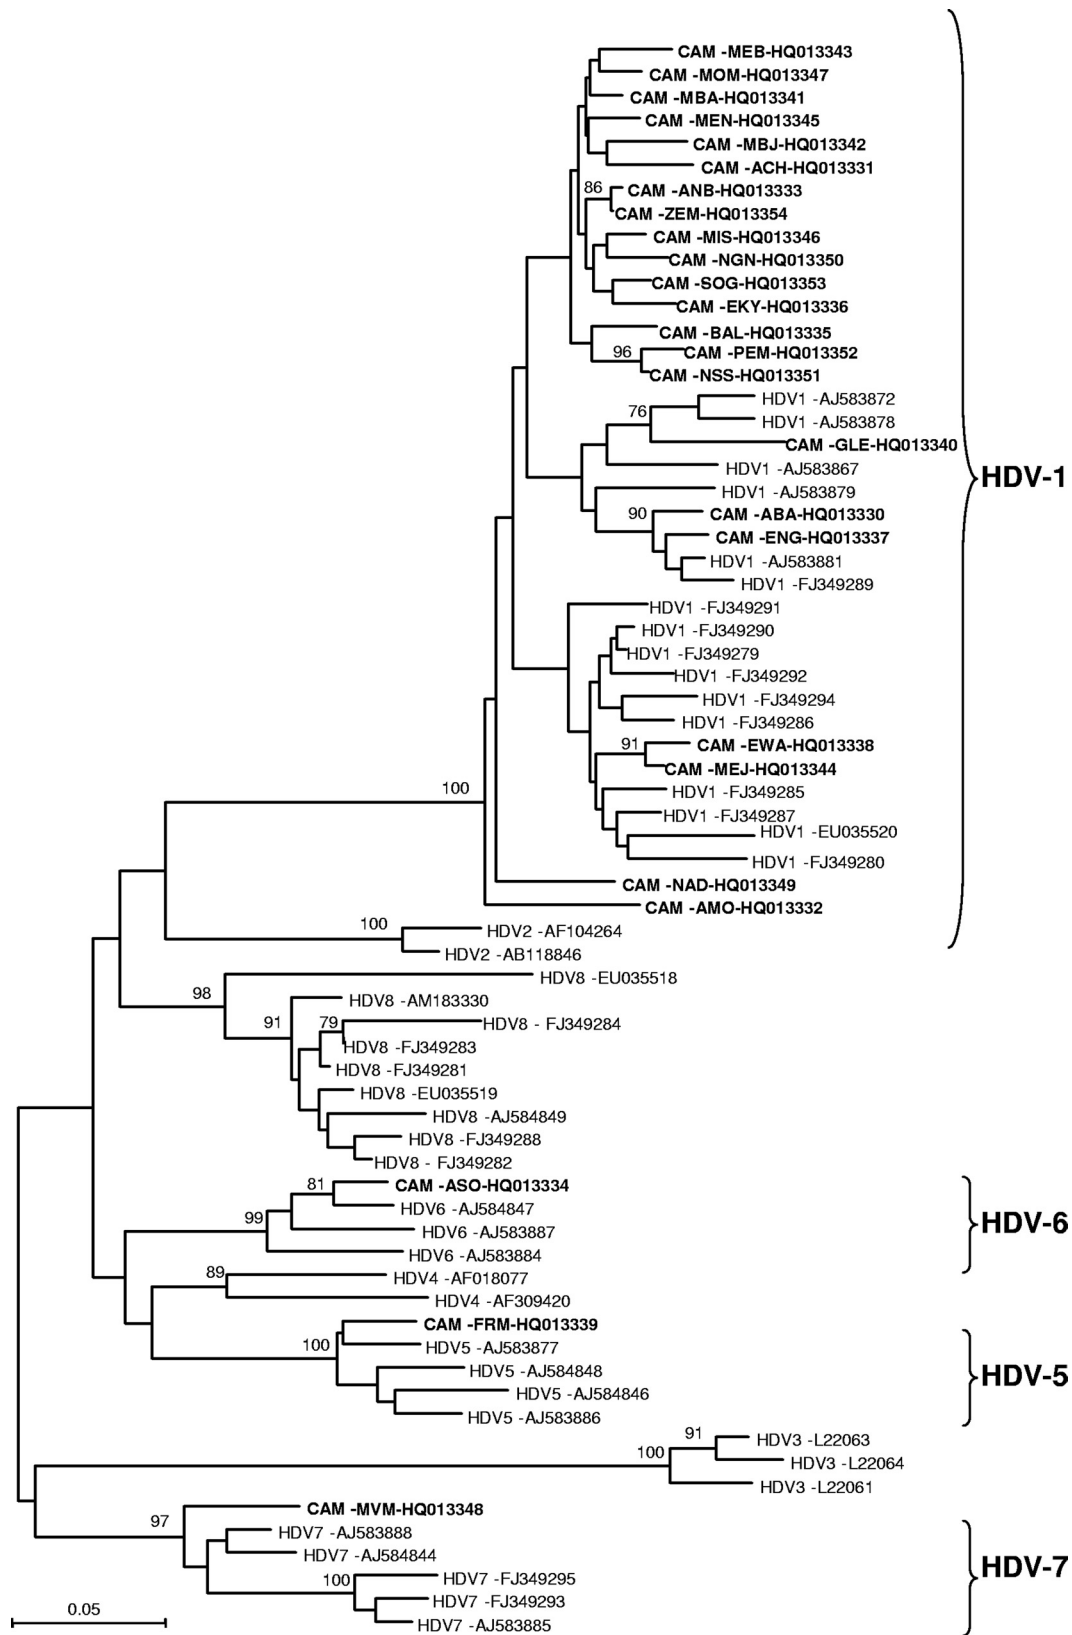 CAM -MEB-HQ013343
CAM -MOM-HQ013347
CAM -MBA-HQ013341
CAM -MEN-HQ013345
CAM -MBJ-HQ013342
CAM -ACH-HQ013331
86
CAM -ANB-HQ013333
CAM -ZEM-HQ013354
CAM -MIS-HQ013346
CAM -NGN-HQ013350
CAM -SOG-HQ013353
CAM -EKY-HQ013336
CAM -BAL-HQ013335
96
CAM -PEM-HQ013352
CAM -NSS-HQ013351
HDV1 -AJ583872
76
HDV1 -AJ583878
CAM -GLE-HQ013340
HDV1 -AJ583867
HDV-1
HDV1 -AJ583879
90
CAM -ABA-HQ013330
CAM -ENG-HQ013337
HDV1 -AJ583881
HDV1 -FJ349289
HDV1 -FJ349291
HDV1 -FJ349290
HDV1 -FJ349279
HDV1 -FJ349292
HDV1 -FJ349294
HDV1 -FJ349286
91
CAM -EWA-HQ013338
CAM -MEJ-HQ013344
100
HDV1 -FJ349285
HDV1 -FJ349287
HDV1 -EU035520
HDV1 -FJ349280
CAM -NAD-HQ013349
CAM -AMO-HQ013332
100
HDV2 -AF104264
HDV2 -AB118846
HDV8 -EU035518
98
HDV8 -AM183330
91
79
HDV8 - FJ349284
HDV8 -FJ349283
HDV8 -FJ349281
HDV8 -EU035519
HDV8 -AJ584849
HDV8 -FJ349288
HDV8 - FJ349282
81
CAM -ASO-HQ013334
HDV6 -AJ584847
99
HDV-6
HDV6 -AJ583887
HDV6 -AJ583884
89
HDV4 -AF018077
HDV4 -AF309420
CAM -FRM-HQ013339
100
HDV5 -AJ583877
HDV5 -AJ584848
HDV-5
HDV5 -AJ584846
HDV5 -AJ583886
91
HDV3 -L22063
100
HDV3 -L22064
HDV3 -L22061
CAM -MVM-HQ013348
97
HDV7 -AJ583888
HDV7 -AJ584844
HDV-7
100
HDV7 -FJ349295
HDV7 -FJ349293
0.05
HDV7 -AJ583885